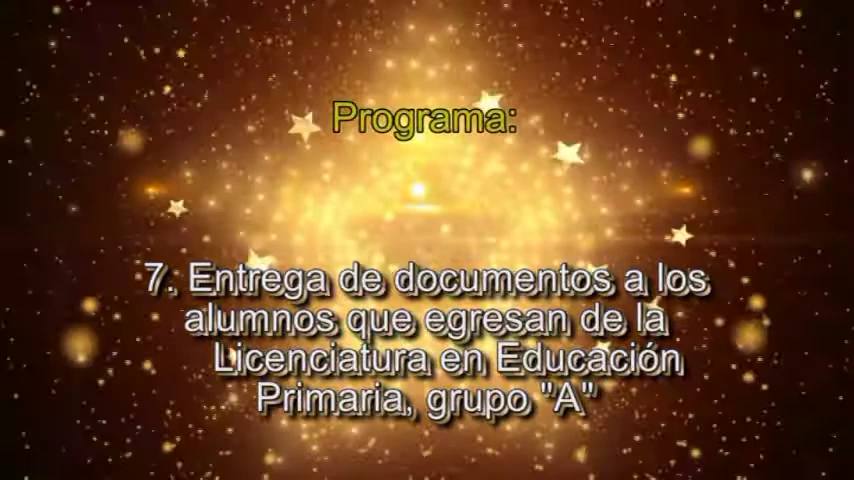 Programa:
7. Entrega de documentos a los
alumnos que egresan de la
Licenciatura en Educación
Primaria, grupo "A"